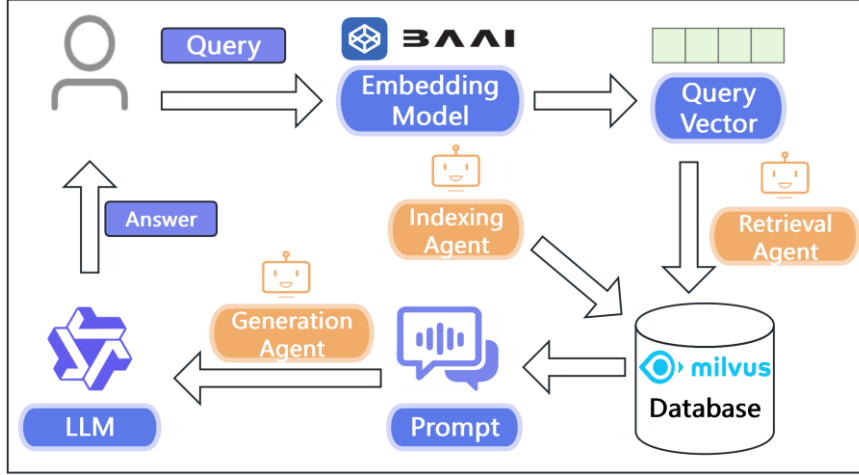 Query
BAAI
Embedding
Model
Query
Vector
Answer
Indexing
Agent
Retrieval
Agent
Generation
Agent
milvus
Database
LLM
Prompt